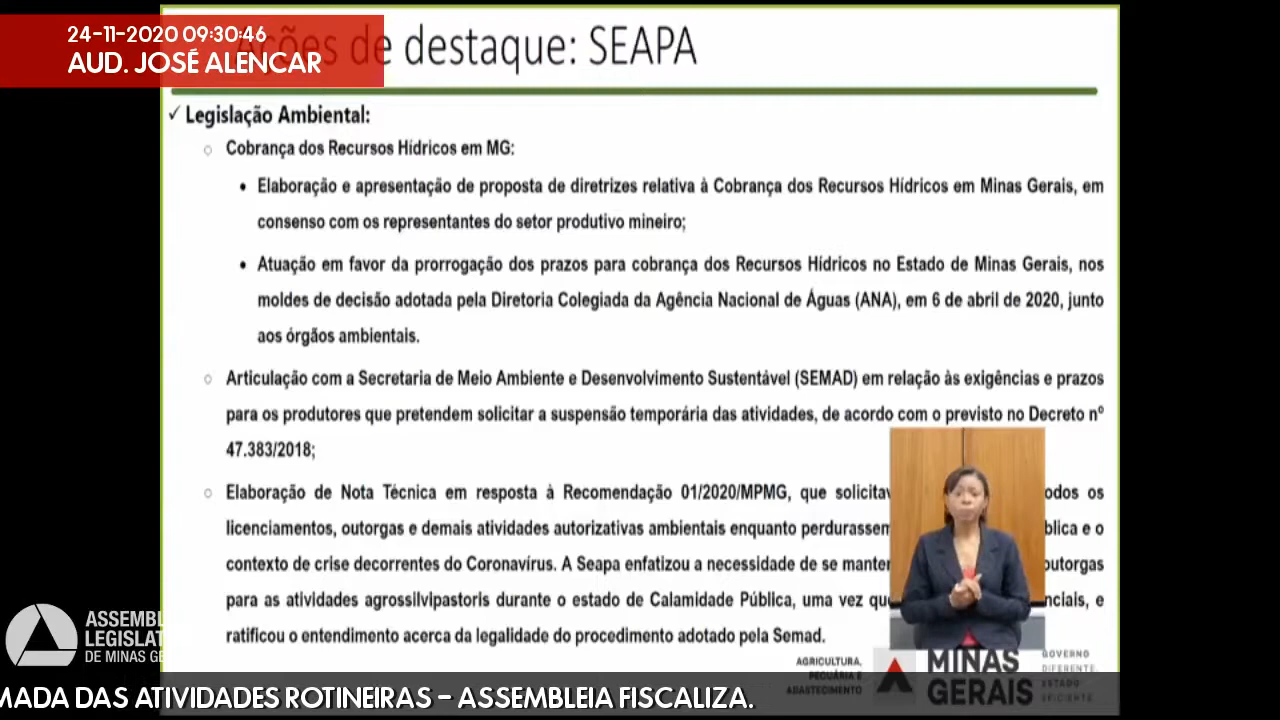 24-11-2020 09:30:46
AUD. JOSÉ ALENCAR
de destaque: SEAPA
✓ Legislação Ambiental:
○ Cobrança dos Recursos Hídricos em MG:
• Elaboração e apresentação de proposta de diretrizes relativa à Cobrança dos Recursos Hídricos em Minas Gerais, em
consenso com os representantes do setor produtivo mineiro;
• Atuação em favor da prorrogação dos prazos para cobrança dos Recursos Hídricos no Estado de Minas Gerais, nos
moldes de decisão adotada pela Diretoria Colegiada da Agência Nacional de Águas (ANA), em 6 de abril de 2020, junto
aos órgãos ambientais.
○ Articulação com a Secretaria de Meio Ambiente e Desenvolvimento Sustentável (SEMAD) em relação às exigências e prazos
para os produtores que pretendem solicitar a suspensão temporária das atividades, de acordo com o previsto no Decreto nº
47.383/2018;
○ Elaboração de Nota Técnica em resposta à Recomendação 01/2020/MPMG, que solicitav odos os
licenciamentos, outorgas e demais atividades autorizativas ambientais enquanto perdurassem blica e o
contexto de crise decorrentes do Coronavírus. A Seapa enfatizou a necessidade de se manter outorgas
para as atividades agrossilvipastoris durante o estado de Calamidade Pública, uma vez qu nciais, e
ratificou o entendimento acerca da legalidade do procedimento adotado pela Semad.
ASSEMBL
LEGISLAT
DE MINAS GE
AGRICULTURA,
PECUÁRIA E
ABASTECIMENTO
MINAS
GERAIS
GOVERNO
DIFERENTE.
ESTADO
EFICIENTE.
MADA DAS ATIVIDADES ROTINEIRAS – ASSEMBLEIA FISCALIZA.